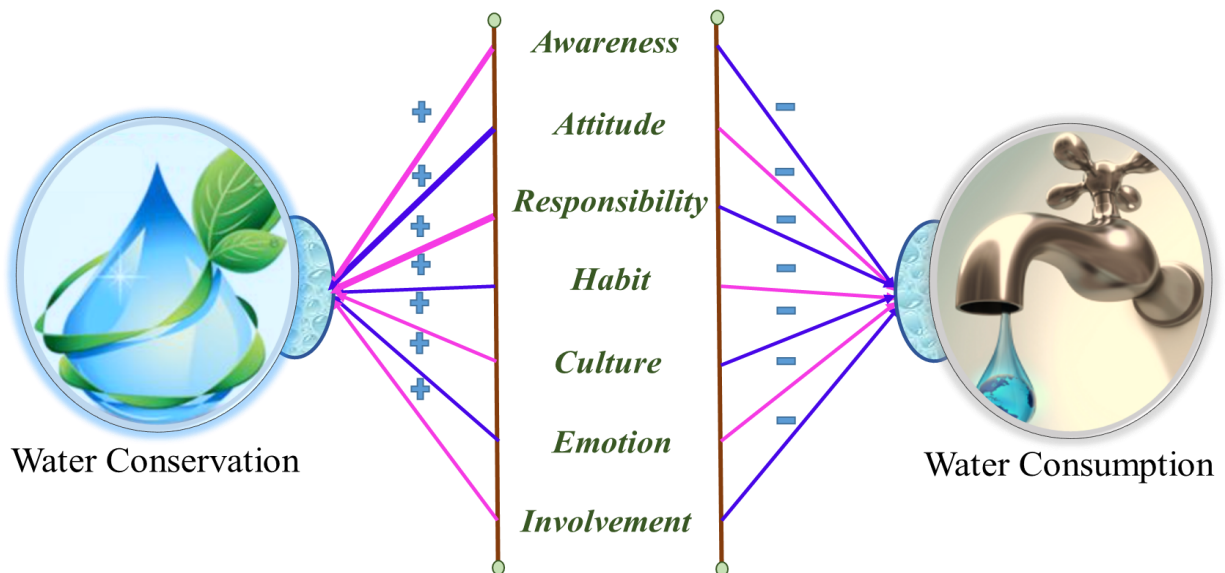 Awareness
Attitude
Responsibility
Habit
Culture
Emotion
Involvement
Water Conservation
Water Consumption